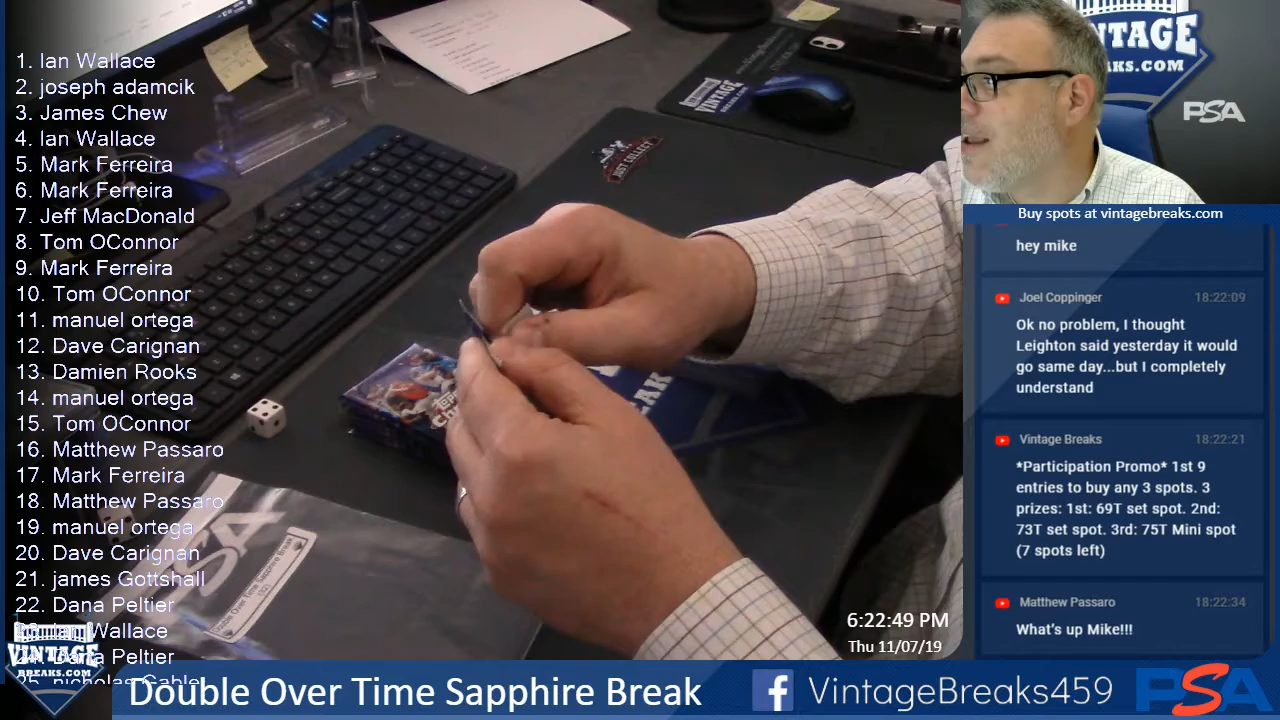 1. Ian Wallace
2. joseph adamcik
3. James Chew
4. Ian Wallace
5. Mark Ferreira
6. Mark Ferreira
7. Jeff MacDonald
8. Tom OConnor
9. Mark Ferreira
10. Tom OConnor
11. manuel ortega
12. Dave Carignan
13. Damien Rooks
14. manuel ortega
15. Tom OConnor
16. Matthew Passaro
17. Mark Ferreira
18. Matthew Passaro
19. manuel ortega
20. Dave Carignan
21. james Gottshall
22. Dana Peltier
Wallace
Peltier
VINTAGE
BREAKS.COM
JUST COLLECT
VINTAGE
PSA
Over Time Sapphire Break
6:22:49 PM
Thu 11/07/19
PSA
Buy spots at vintagebreaks.com
hey mike
Joel Coppinger 18:22:09
Ok no problem, I thought
Leighton said yesterday it would
go same day...but I completely
understand
Vintage Breaks 18:22:21
*Participation Promo* 1st 9
entries to buy any 3 spots. 3
prizes: 1st: 69T set spot. 2nd:
73T set spot. 3rd: 75T Mini spot
(7 spots left)
Matthew Passaro 18:22:34
What's up Mike!!!
Double Over Time Sapphire Break
VintageBreaks459
PSA